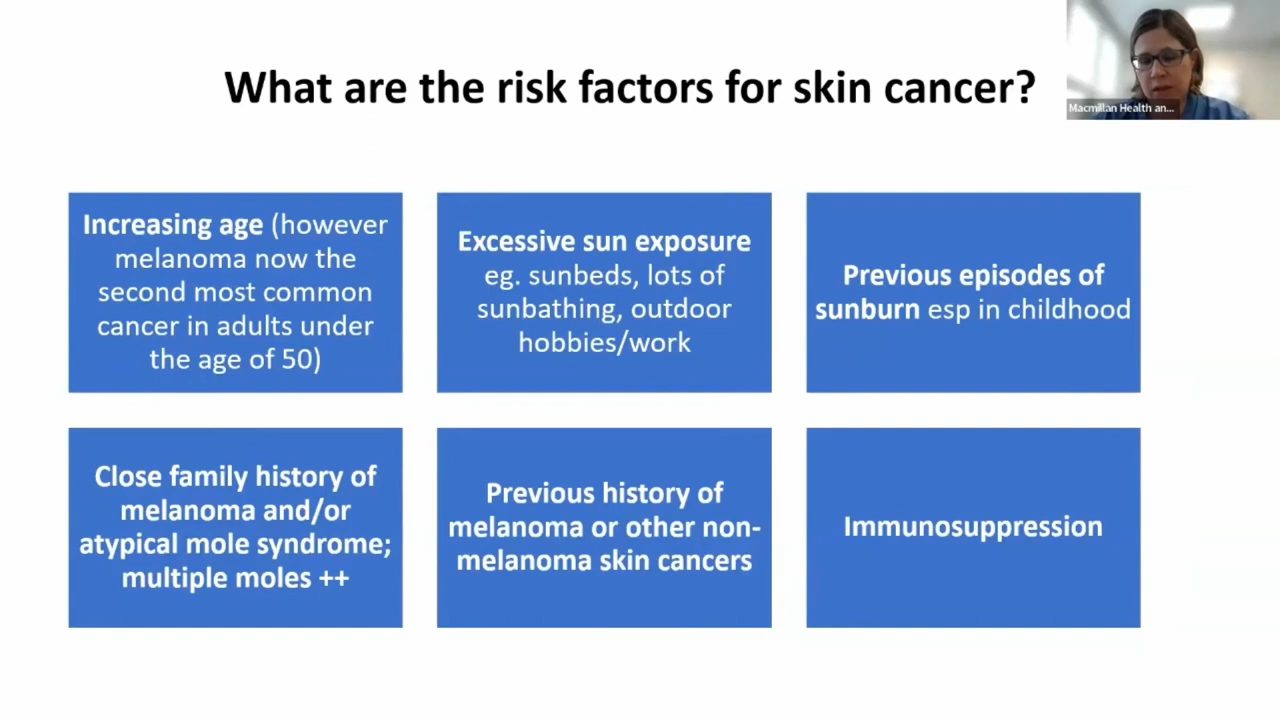 What are the risk factors for skin cancer?
Macmillan Health an...
Increasing age (however
melanoma now the
second most common
cancer in adults under
the age of 50)
Excessive sun exposure
eg. sunbeds, lots of
sunbathing, outdoor
hobbies/work
Previous episodes of
sunburn esp in childhood
Close family history of
melanoma and/or
atypical mole syndrome;
multiple moles ++
Previous history of
melanoma or other non-
melanoma skin cancers
Immunosuppression